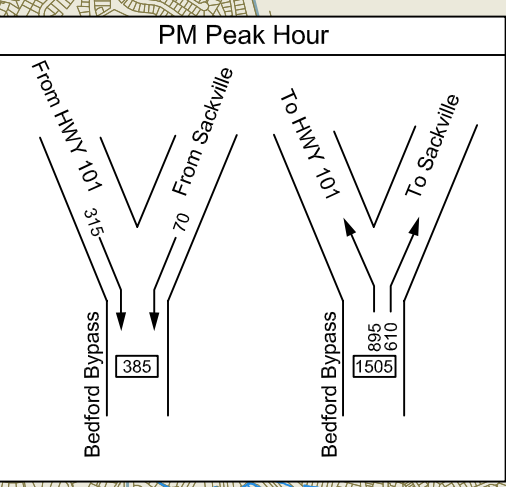 PM Peak Hour
From HWY 101
From Sackville
315
70
Bedford Bypass
385
To HWY 101
To Sackville
895
610
Bedford Bypass
1505